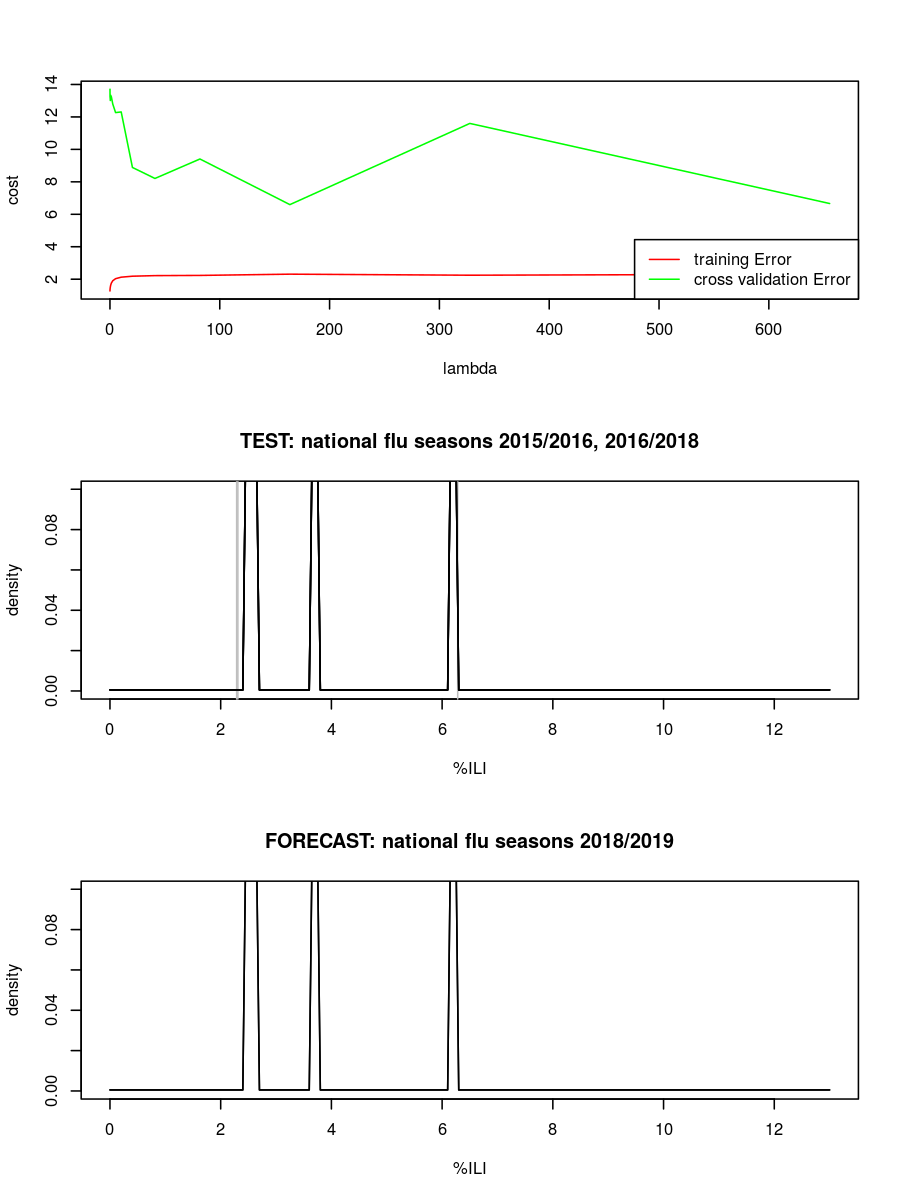 14
12
10
8
6
4
2
cost
training Error
cross validation Error
0 100 200 300 400 500 600
lambda
TEST: national flu seasons 2015/2016, 2016/2018
0.08
0.04
0.00
density
0 2 4 6 8 10 12
%ILI
FORECAST: national flu seasons 2018/2019
0.08
0.04
0.00
density
0 2 4 6 8 10 12
%ILI